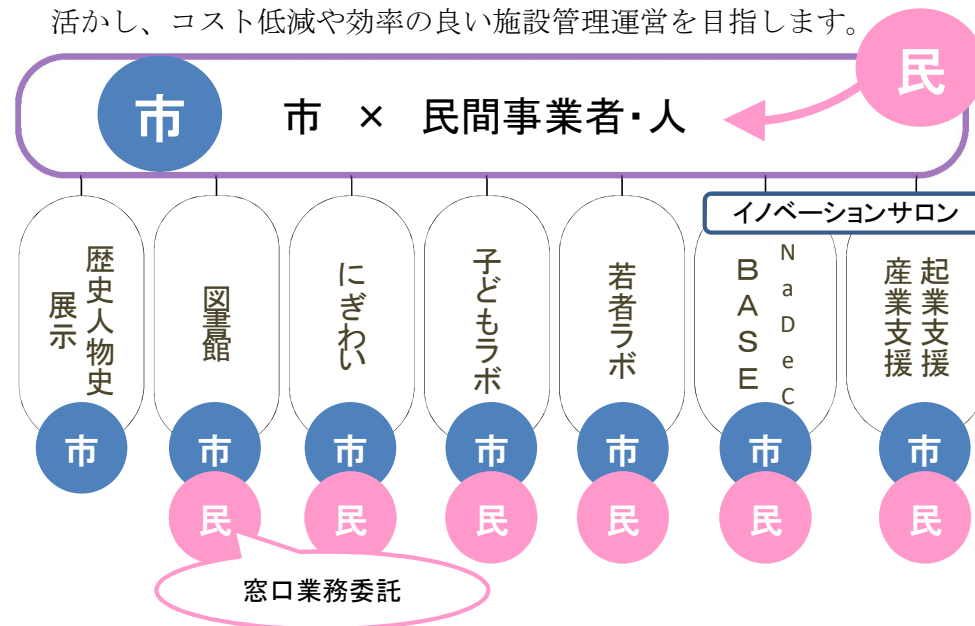 活かし、コスト低減や効率の良い施設管理運営を目指します。
市
市 × 民間事業者・人
民
イノベーションサロン
歴史人物史
展示
図書館
にぎわい
子どもラボ
若者ラボ
NaDeC
BASE
起業支援
産業支援
市
市
市
市
市
市
市
民
民
民
民
民
民
窓口業務委託